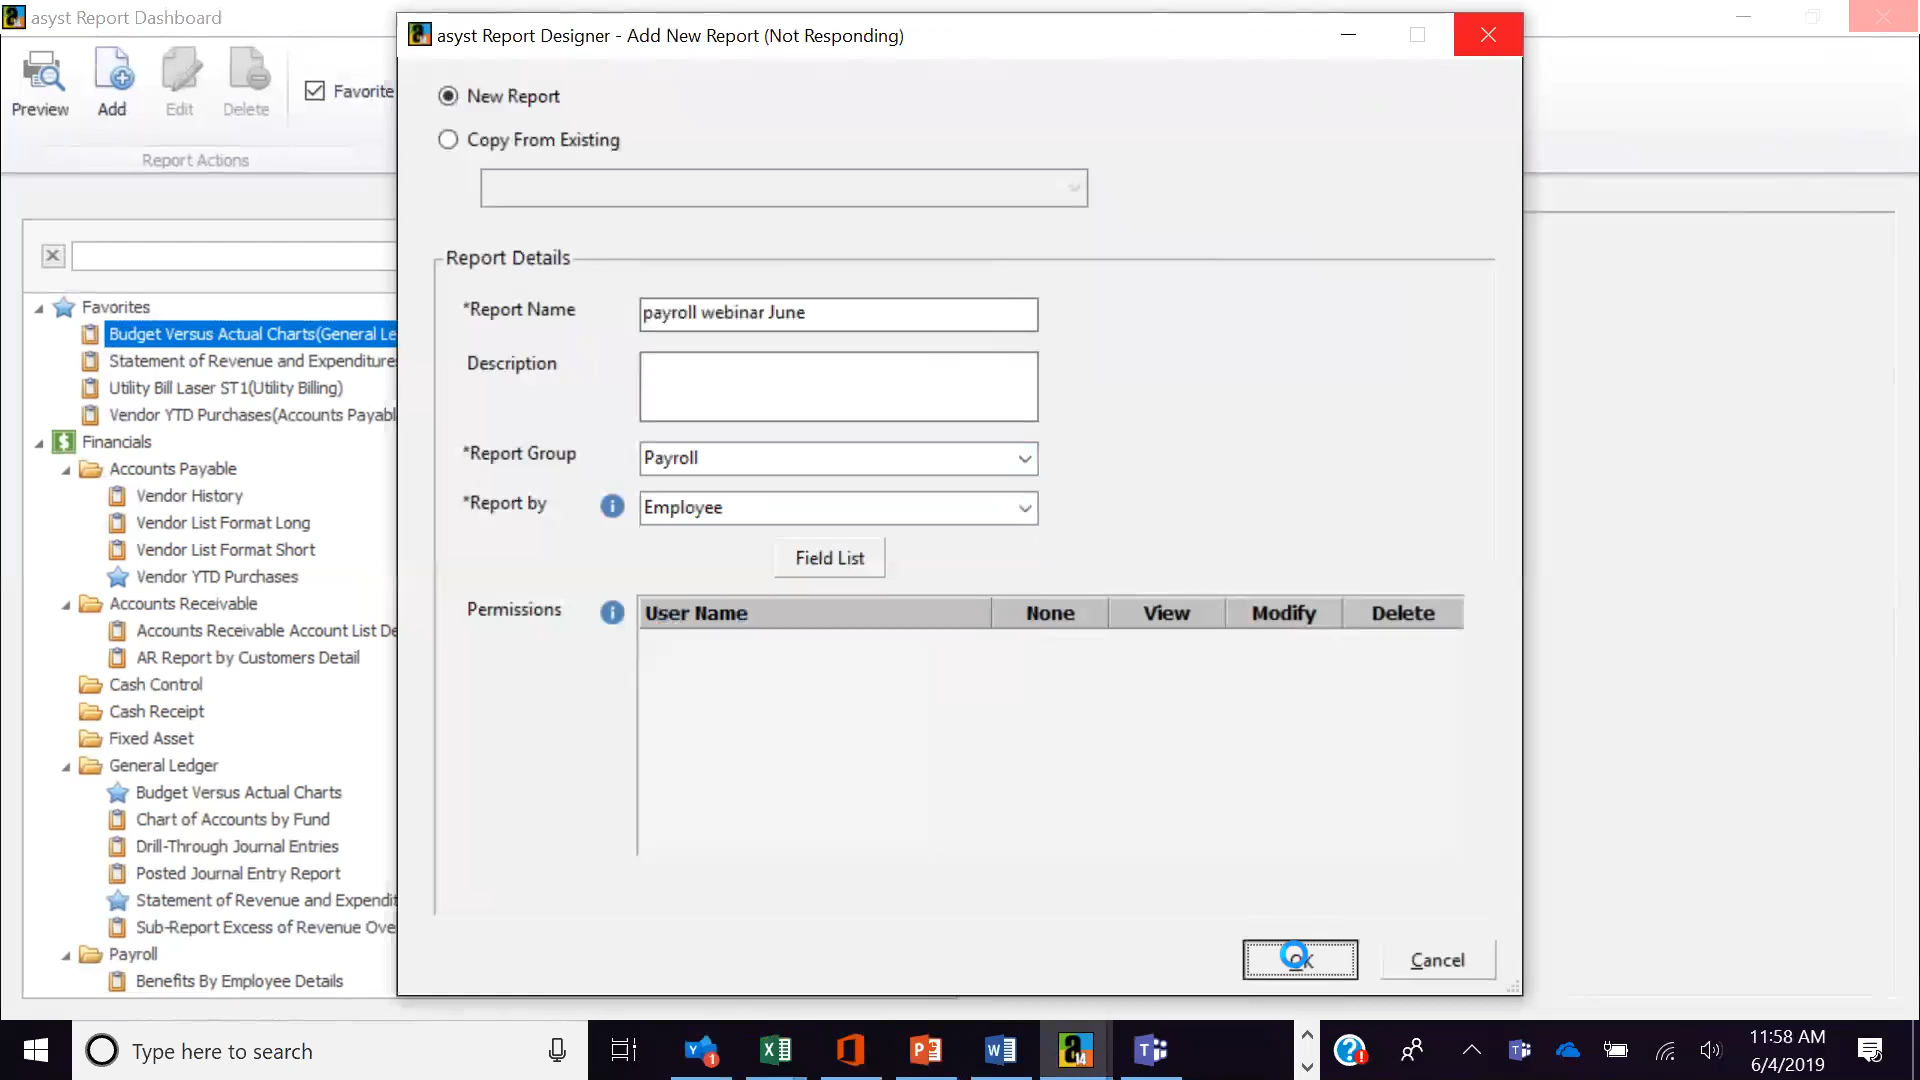 asyst Report Dashboard
asyst Report Designer - Add New Report (Not Responding)
Preview
Add
Edit
Delete
Favorite
Report Actions
New Report
Copy From Existing
Report Details
*Report Name
payroll webinar June
Description
*Report Group
Payroll
*Report by
Employee
Field List
Permissions
User Name
None
View
Modify
Delete
OK
Cancel
Favorites
Budget Versus Actual Charts(General Le
Statement of Revenue and Expenditures
Utility Bill Laser ST1(Utility Billing)
Vendor YTD Purchases(Accounts Payabl
Financials
Accounts Payable
Vendor History
Vendor List Format Long
Vendor List Format Short
Vendor YTD Purchases
Accounts Receivable
Accounts Receivable Account List De
AR Report by Customers Detail
Cash Control
Cash Receipt
Fixed Asset
General Ledger
Budget Versus Actual Charts
Chart of Accounts by Fund
Drill-Through Journal Entries
Posted Journal Entry Report
Statement of Revenue and Expendit
Sub-Report Excess of Revenue Ove
Payroll
Benefits By Employee Details
Type here to search
11:58 AM
6/4/2019